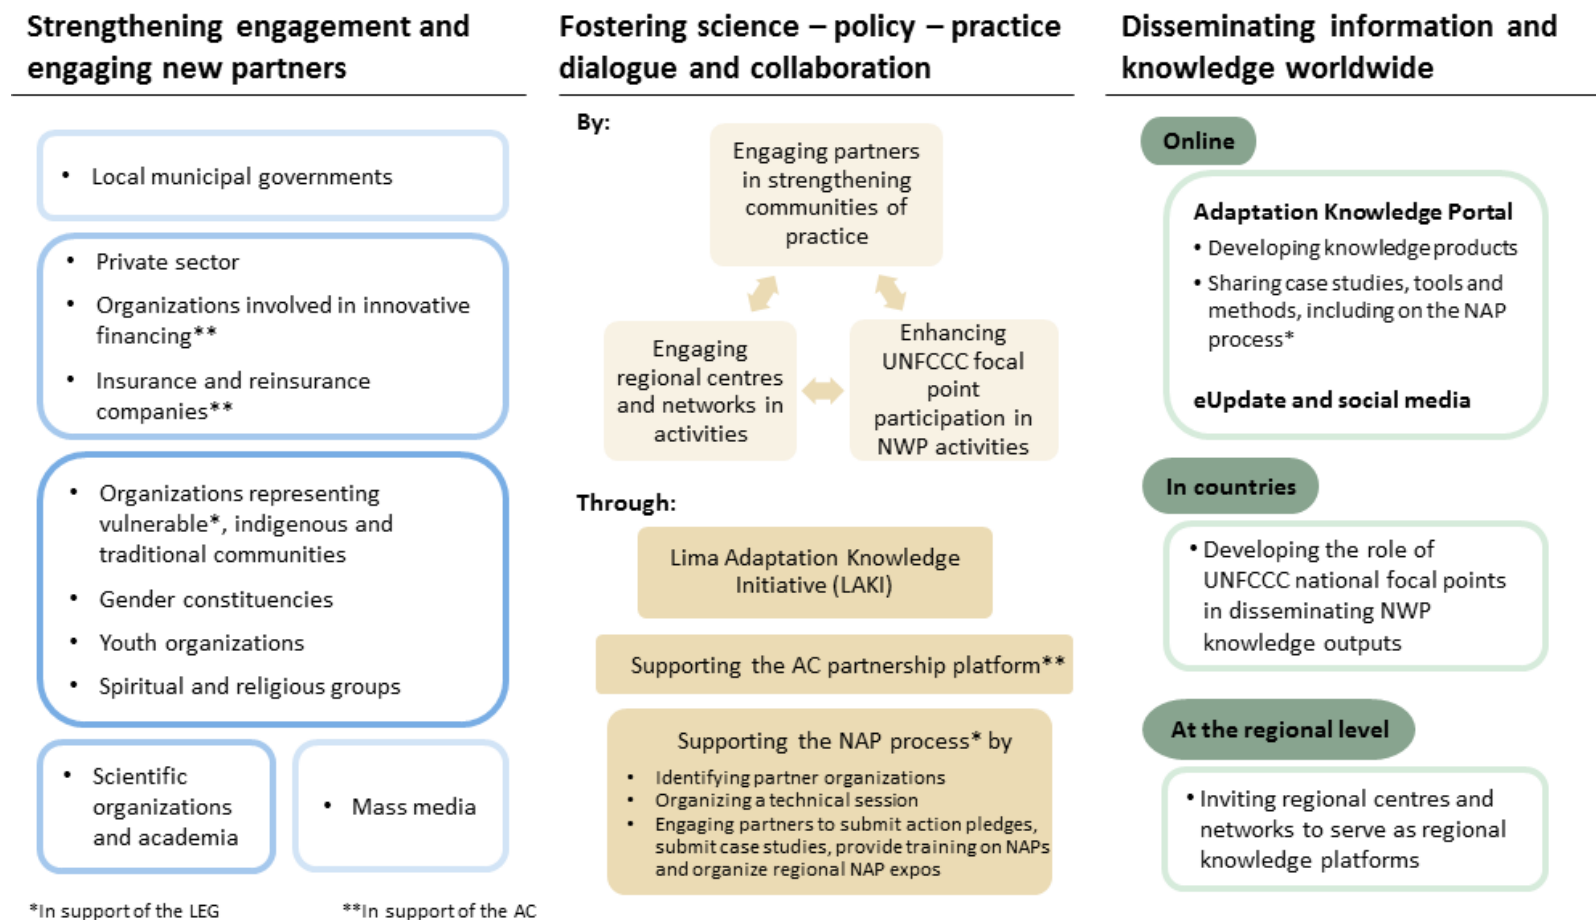 Strengthening engagement and
engaging new partners
• Local municipal governments
• Private sector
• Organizations involved in innovative
financing**
• Insurance and reinsurance
companies**
• Organizations representing
vulnerable*, indigenous and
traditional communities
• Gender constituencies
• Youth organizations
• Spiritual and religious groups
• Scientific
organizations
and academia
• Mass media
*In support of the LEG
**In support of the AC
Fostering science – policy – practice
dialogue and collaboration
By:
Engaging partners
in strengthening
communities of
practice
Engaging
regional centres
and networks in
activities
Enhancing
UNFCCC focal
point
participation in
NWP activities
Through:
Lima Adaptation Knowledge
Initiative (LAKI)
Supporting the AC partnership platform**
Supporting the NAP process* by
• Identifying partner organizations
• Organizing a technical session
• Engaging partners to submit action pledges,
submit case studies, provide training on NAPs
and organize regional NAP expos
Disseminating information and
knowledge worldwide
Online
Adaptation Knowledge Portal
• Developing knowledge products
• Sharing case studies, tools and
methods, including on the NAP
process*
eUpdate and social media
In countries
• Developing the role of
UNFCCC national focal points
in disseminating NWP
knowledge outputs
At the regional level
• Inviting regional centres and
networks to serve as regional
knowledge platforms